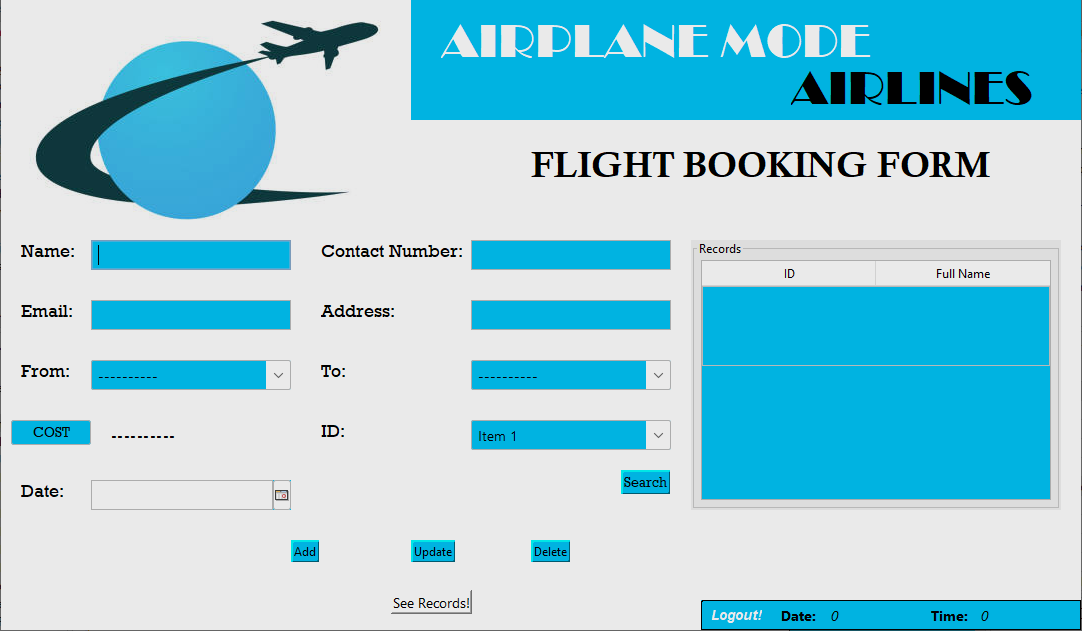 AIRPLANE MODE
AIRLINES
FLIGHT BOOKING FORM
Name:
Contact Number:
Records
ID Full Name
Email:
Address:
From: ----------
To: ----------
COST ----------
ID: Item 1
Search
Date:
Add Update Delete
See Records!
Logout! Date: 0 Time: 0